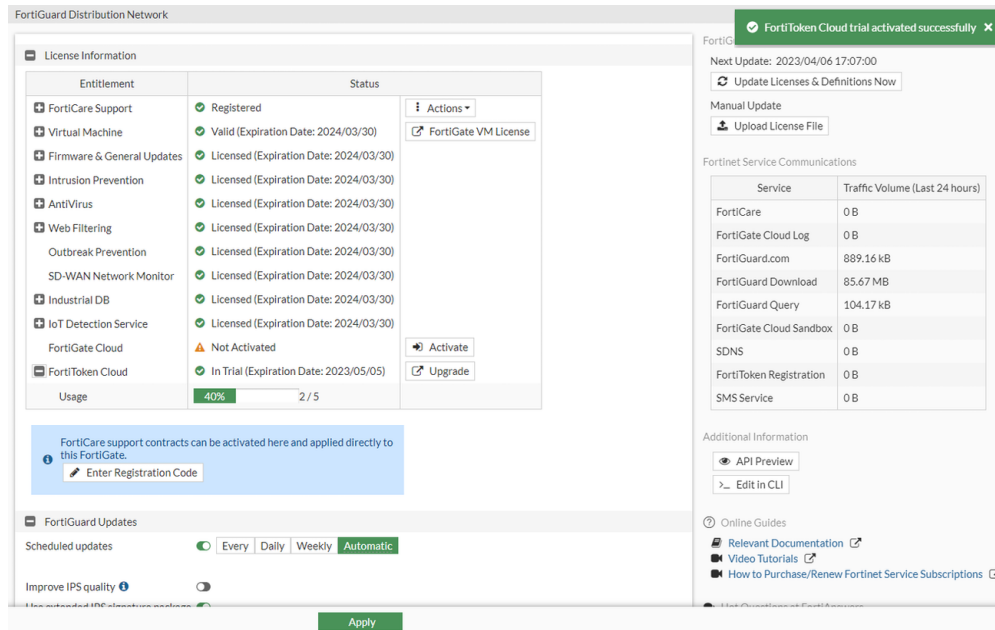 FortiGuard Distribution Network
FortiToken Cloud trial activated successfully
License Information
Entitlement Status
FortiCare Support Registered Actions
Virtual Machine Valid (Expiration Date: 2024/03/30) FortiGate VM License
Firmware & General Updates Licensed (Expiration Date: 2024/03/30)
Intrusion Prevention Licensed (Expiration Date: 2024/03/30)
AntiVirus Licensed (Expiration Date: 2024/03/30)
Web Filtering Licensed (Expiration Date: 2024/03/30)
Outbreak Prevention Licensed (Expiration Date: 2024/03/30)
SD-WAN Network Monitor Licensed (Expiration Date: 2024/03/30)
Industrial DB Licensed (Expiration Date: 2024/03/30)
IoT Detection Service Licensed (Expiration Date: 2024/03/30)
FortiGate Cloud Not Activated Activate
FortiToken Cloud In Trial (Expiration Date: 2023/05/05) Upgrade
Usage 40% 2 / 5
FortiCare support contracts can be activated here and applied directly to
this FortiGate.
Enter Registration Code
FortiGuard Updates
Scheduled updates Every Daily Weekly Automatic
Improve IPS quality
Use extended IPS signature package
Apply
Next Update: 2023/04/06 17:07:00
Update Licenses & Definitions Now
Manual Update
Upload License File
Fortinet Service Communications
Service Traffic Volume (Last 24 hours)
FortiCare 0 B
FortiGate Cloud Log 0 B
FortiGuard.com 889.16 kB
FortiGuard Download 85.67 MB
FortiGuard Query 104.17 kB
FortiGate Cloud Sandbox 0 B
SDNS 0 B
FortiToken Registration 0 B
SMS Service 0 B
Additional Information
API Preview
>_ Edit in CLI
Online Guides
Relevant Documentation
Video Tutorials
How to Purchase/Renew Fortinet Service Subscriptions